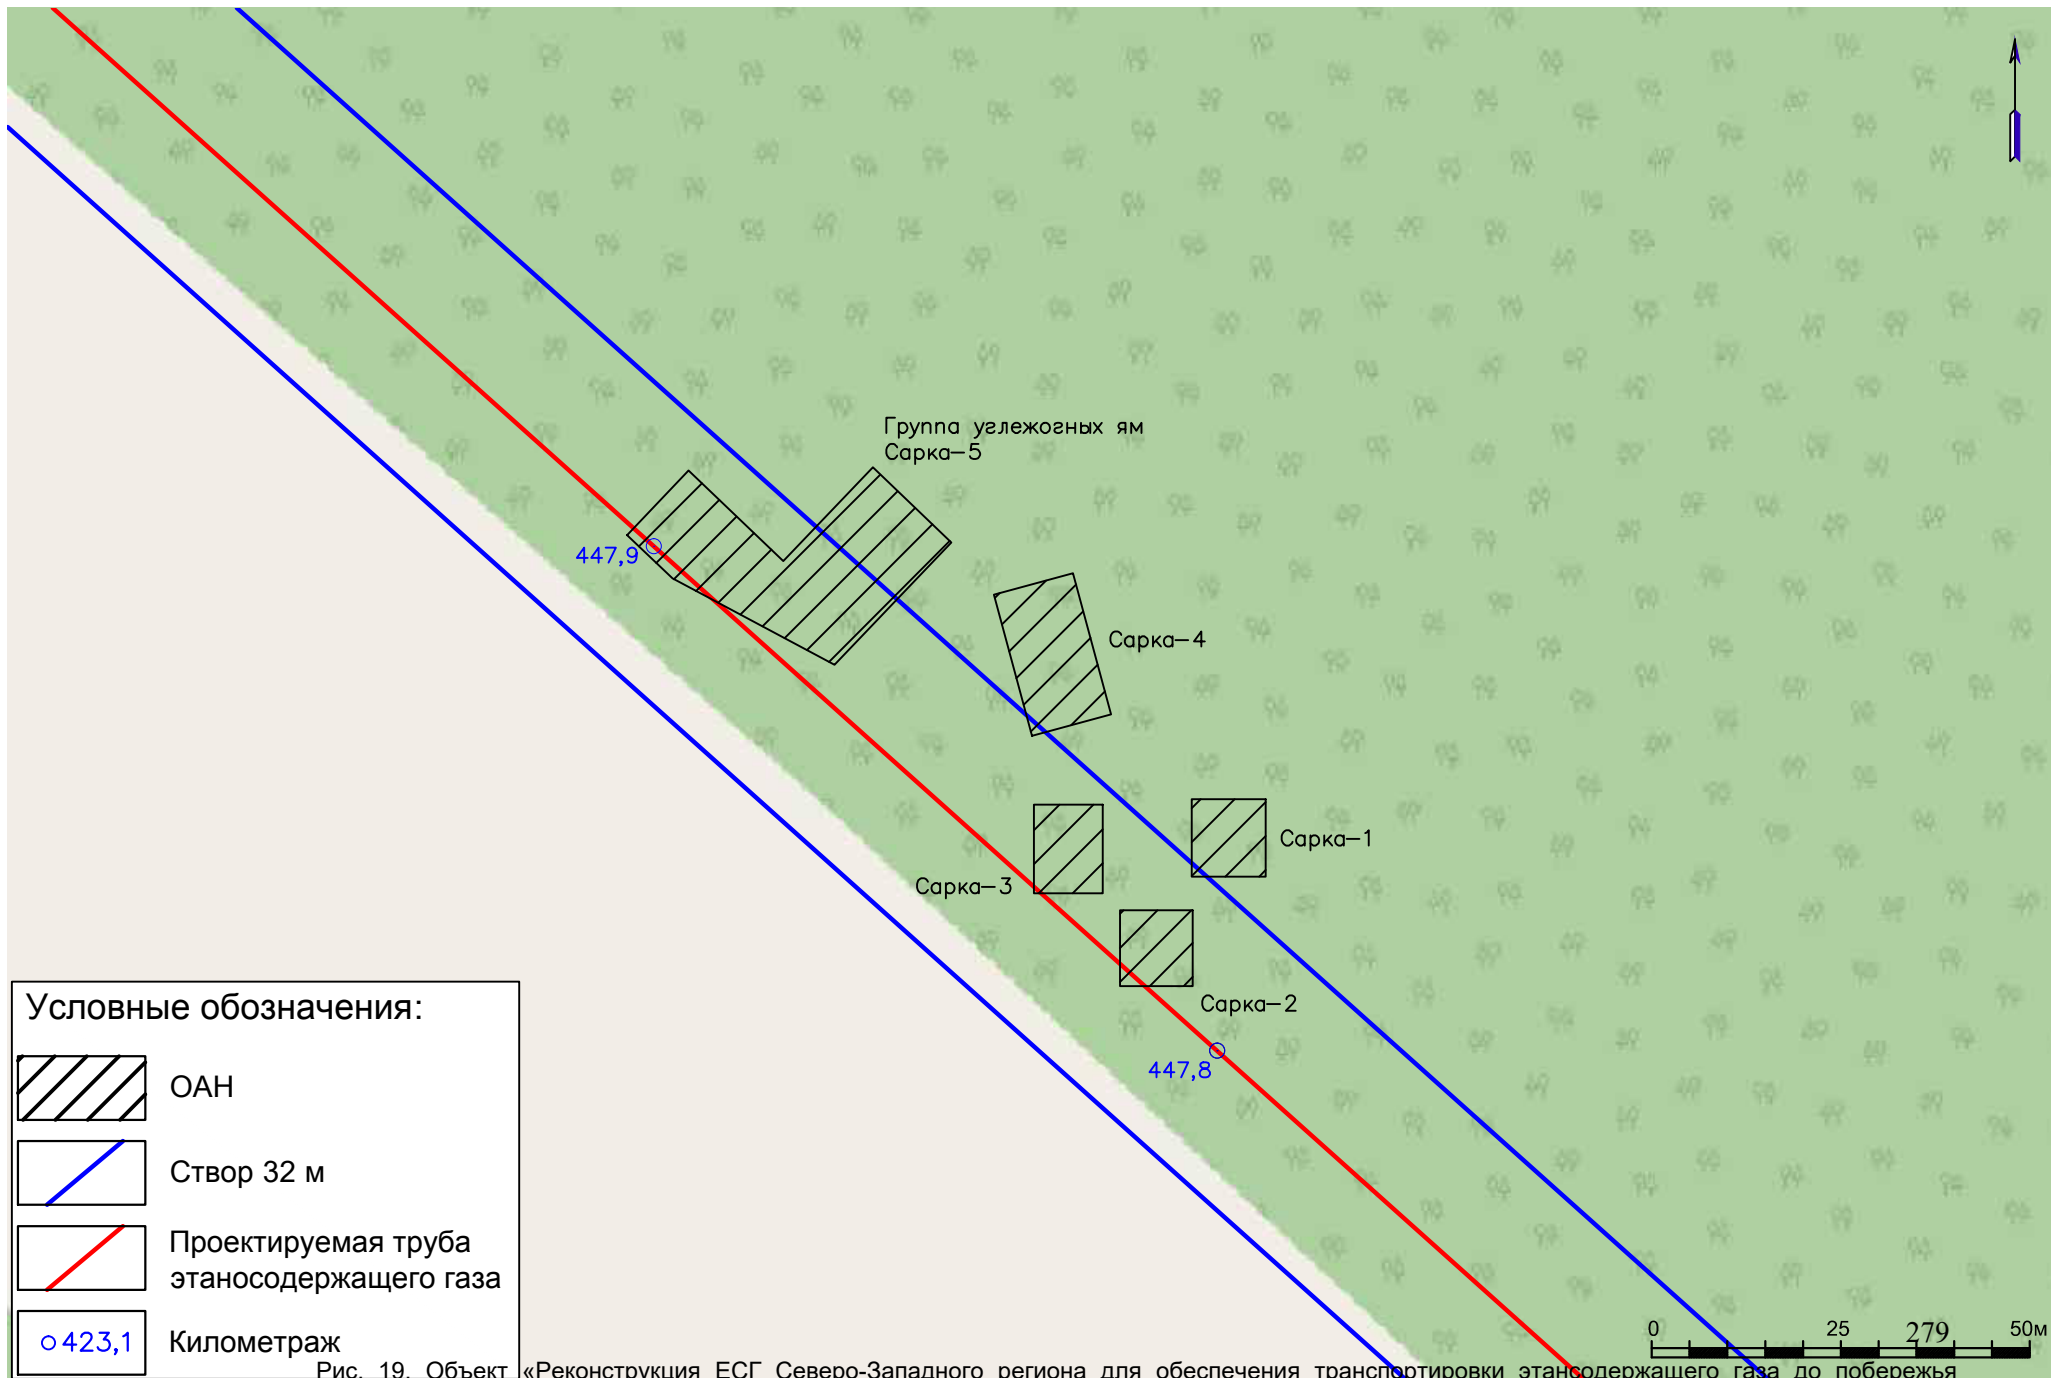 Группа углежогных ям
Сарка-5
447,9
Сарка-4
Сарка-1
Сарка-3
Сарка-2
447,8
Условные обозначения:
ОАН
Створ 32 м
Проектируемая труба
этаносодержащего газа
423,1 Километраж
0 25 50м
279
Рис. 19. Объект «Реконструкция ЕСГ Северо-Западного региона для обеспечения транспортировки этансодержащего газа до побережья